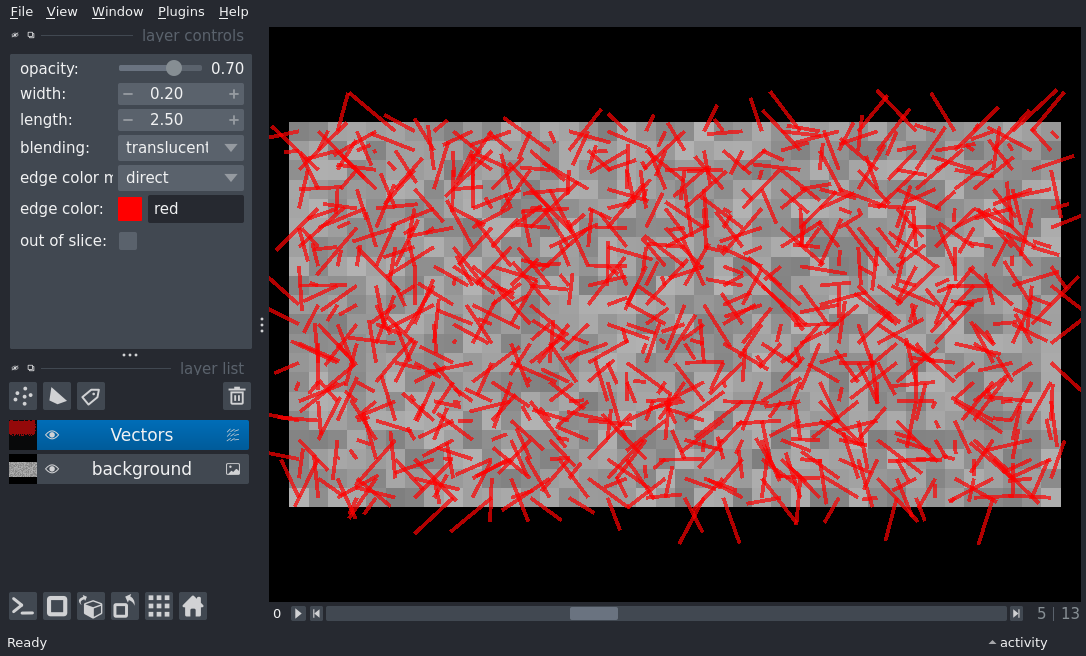 File View Window Plugins Help
layer controls
opacity: 0.70
width: − 0.20 +
length: − 2.50 +
blending: translucent
edge color m direct
edge color: red
out of slice:
layer list
Vectors
background
0 5 | 13
Ready activity